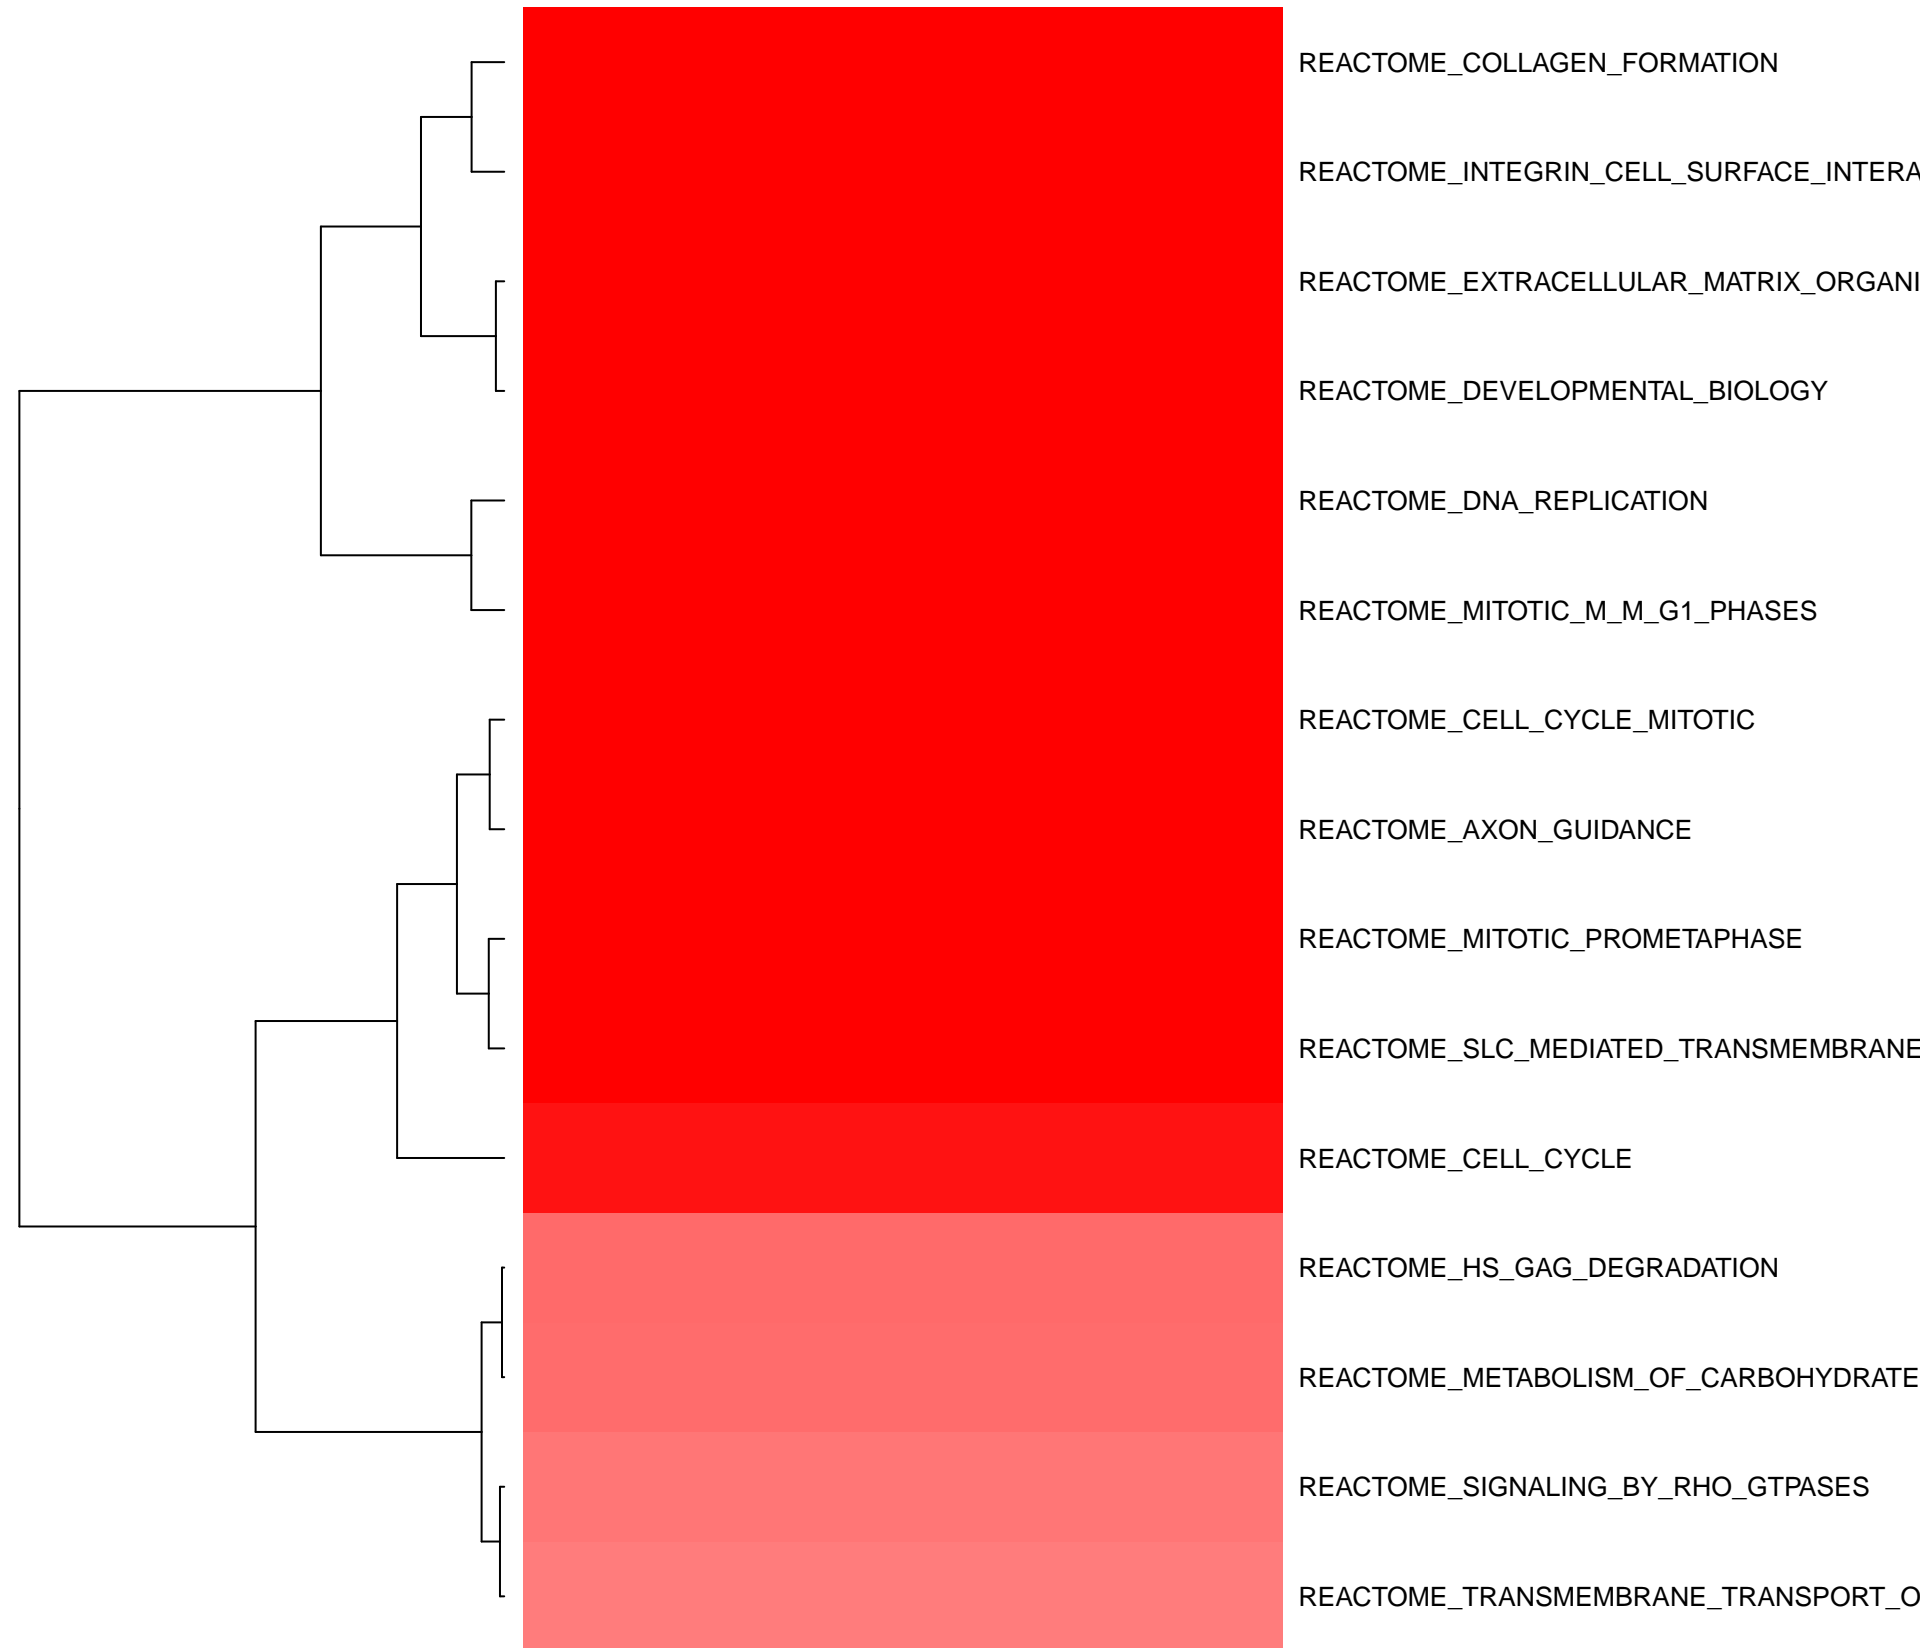 REACTOME_COLLAGEN_FORMATION
REACTOME_INTEGRIN_CELL_SURFACE_INTERA
REACTOME_EXTRACELLULAR_MATRIX_ORGANI
REACTOME_DEVELOPMENTAL_BIOLOGY
REACTOME_DNA_REPLICATION
REACTOME_MITOTIC_M_M_G1_PHASES
REACTOME_CELL_CYCLE_MITOTIC
REACTOME_AXON_GUIDANCE
REACTOME_MITOTIC_PROMETAPHASE
REACTOME_SLC_MEDIATED_TRANSMEMBRANE
REACTOME_CELL_CYCLE
REACTOME_HS_GAG_DEGRADATION
REACTOME_METABOLISM_OF_CARBOHYDRATE
REACTOME_SIGNALING_BY_RHO_GTPASES
REACTOME_TRANSMEMBRANE_TRANSPORT_O